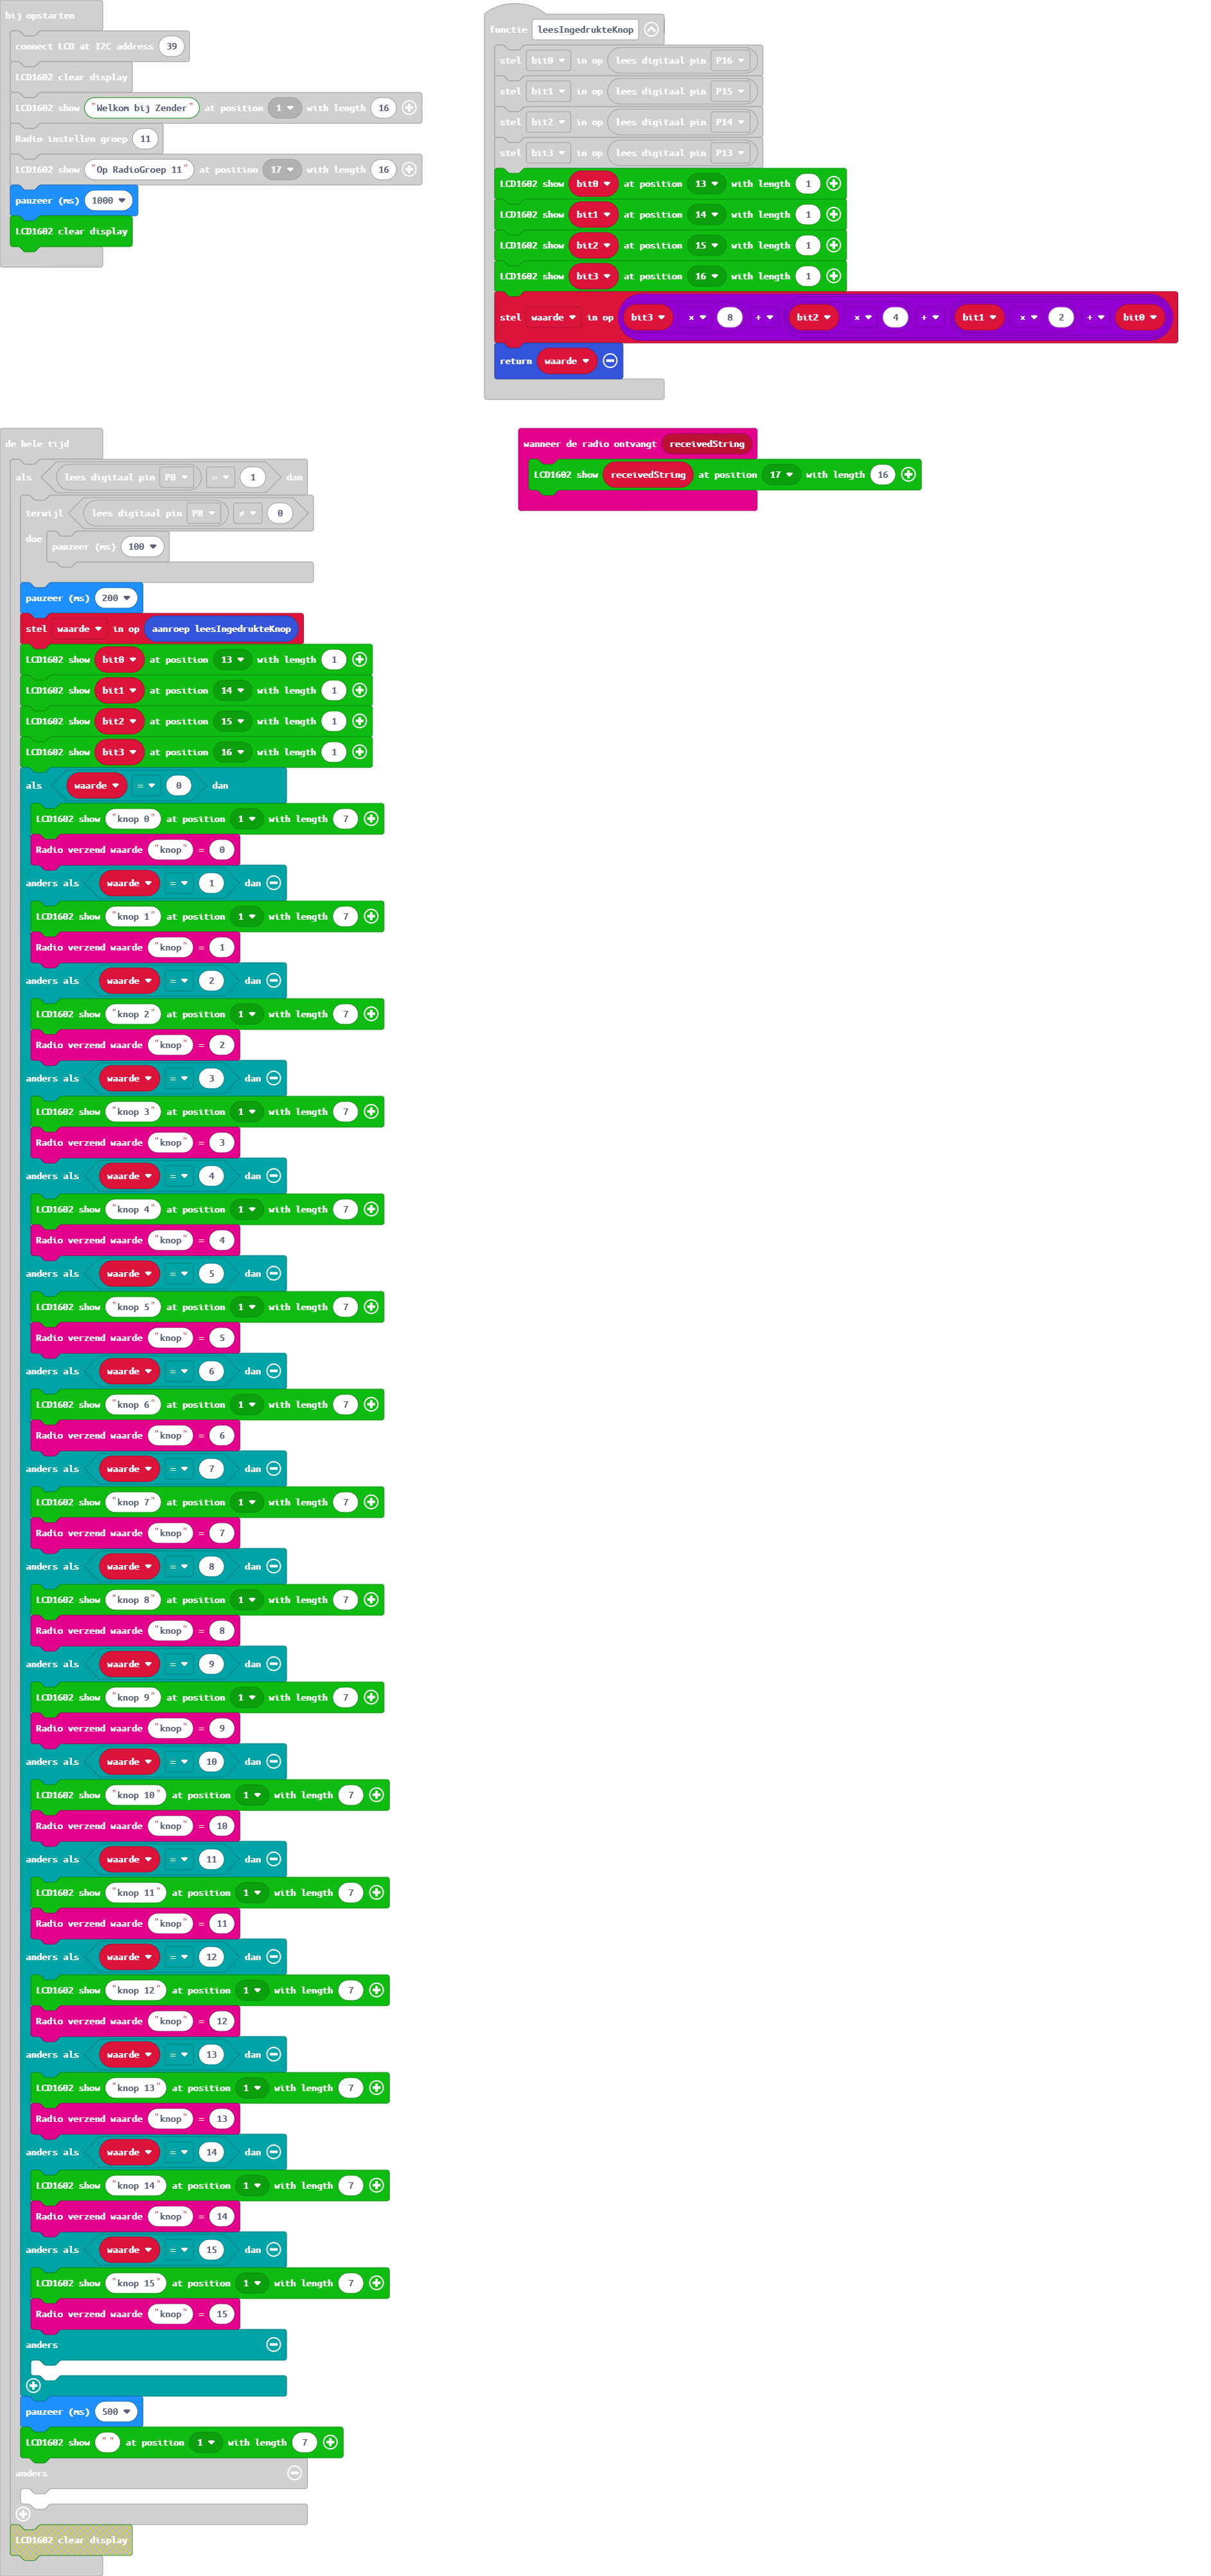 bij opstarten
connect LCD at I2C address 39
LCD1602 clear display
LCD1602 show "Welkom bij Zender" at position 1 with length 16
Radio instellen groep 11
LCD1602 show "Op RadioGroep 11" at position 17 with length 16
pauzeer (ms) 1000
LCD1602 clear display
functie leesIngedrukteKnop
stel bit0 in op lees digitaal pin P16
stel bit1 in op lees digitaal pin P15
stel bit2 in op lees digitaal pin P14
stel bit3 in op lees digitaal pin P13
LCD1602 show bit0 at position 13 with length 1
LCD1602 show bit1 at position 14 with length 1
LCD1602 show bit2 at position 15 with length 1
LCD1602 show bit3 at position 16 with length 1
stel waarde in op bit3 x 8 + bit2 x 4 + bit1 x 2 + bit0
return waarde
de hele tijd
als lees digitaal pin P8 = 1 dan
terwijl lees digitaal pin P8 ≠ 0
doe pauzeer (ms) 100
pauzeer (ms) 200
stel waarde in op aanroep leesIngedrukteKnop
LCD1602 show bit0 at position 13 with length 1
LCD1602 show bit1 at position 14 with length 1
LCD1602 show bit2 at position 15 with length 1
LCD1602 show bit3 at position 16 with length 1
als waarde = 0 dan
LCD1602 show "knop 0" at position 1 with length 7
Radio verzend waarde "knop" = 0
anders als waarde = 1 dan
LCD1602 show "knop 1" at position 1 with length 7
Radio verzend waarde "knop" = 1
anders als waarde = 2 dan
LCD1602 show "knop 2" at position 1 with length 7
Radio verzend waarde "knop" = 2
anders als waarde = 3 dan
LCD1602 show "knop 3" at position 1 with length 7
Radio verzend waarde "knop" = 3
anders als waarde = 4 dan
LCD1602 show "knop 4" at position 1 with length 7
Radio verzend waarde "knop" = 4
anders als waarde = 5 dan
LCD1602 show "knop 5" at position 1 with length 7
Radio verzend waarde "knop" = 5
anders als waarde = 6 dan
LCD1602 show "knop 6" at position 1 with length 7
Radio verzend waarde "knop" = 6
anders als waarde = 7 dan
LCD1602 show "knop 7" at position 1 with length 7
Radio verzend waarde "knop" = 7
anders als waarde = 8 dan
LCD1602 show "knop 8" at position 1 with length 7
Radio verzend waarde "knop" = 8
anders als waarde = 9 dan
LCD1602 show "knop 9" at position 1 with length 7
Radio verzend waarde "knop" = 9
anders als waarde = 10 dan
LCD1602 show "knop 10" at position 1 with length 7
Radio verzend waarde "knop" = 10
anders als waarde = 11 dan
LCD1602 show "knop 11" at position 1 with length 7
Radio verzend waarde "knop" = 11
anders als waarde = 12 dan
LCD1602 show "knop 12" at position 1 with length 7
Radio verzend waarde "knop" = 12
anders als waarde = 13 dan
LCD1602 show "knop 13" at position 1 with length 7
Radio verzend waarde "knop" = 13
anders als waarde = 14 dan
LCD1602 show "knop 14" at position 1 with length 7
Radio verzend waarde "knop" = 14
anders als waarde = 15 dan
LCD1602 show "knop 15" at position 1 with length 7
Radio verzend waarde "knop" = 15
anders
pauzeer (ms) 500
LCD1602 show " " at position 1 with length 7
anders
LCD1602 clear display
wanneer de radio ontvangt receivedString
LCD1602 show receivedString at position 17 with length 16